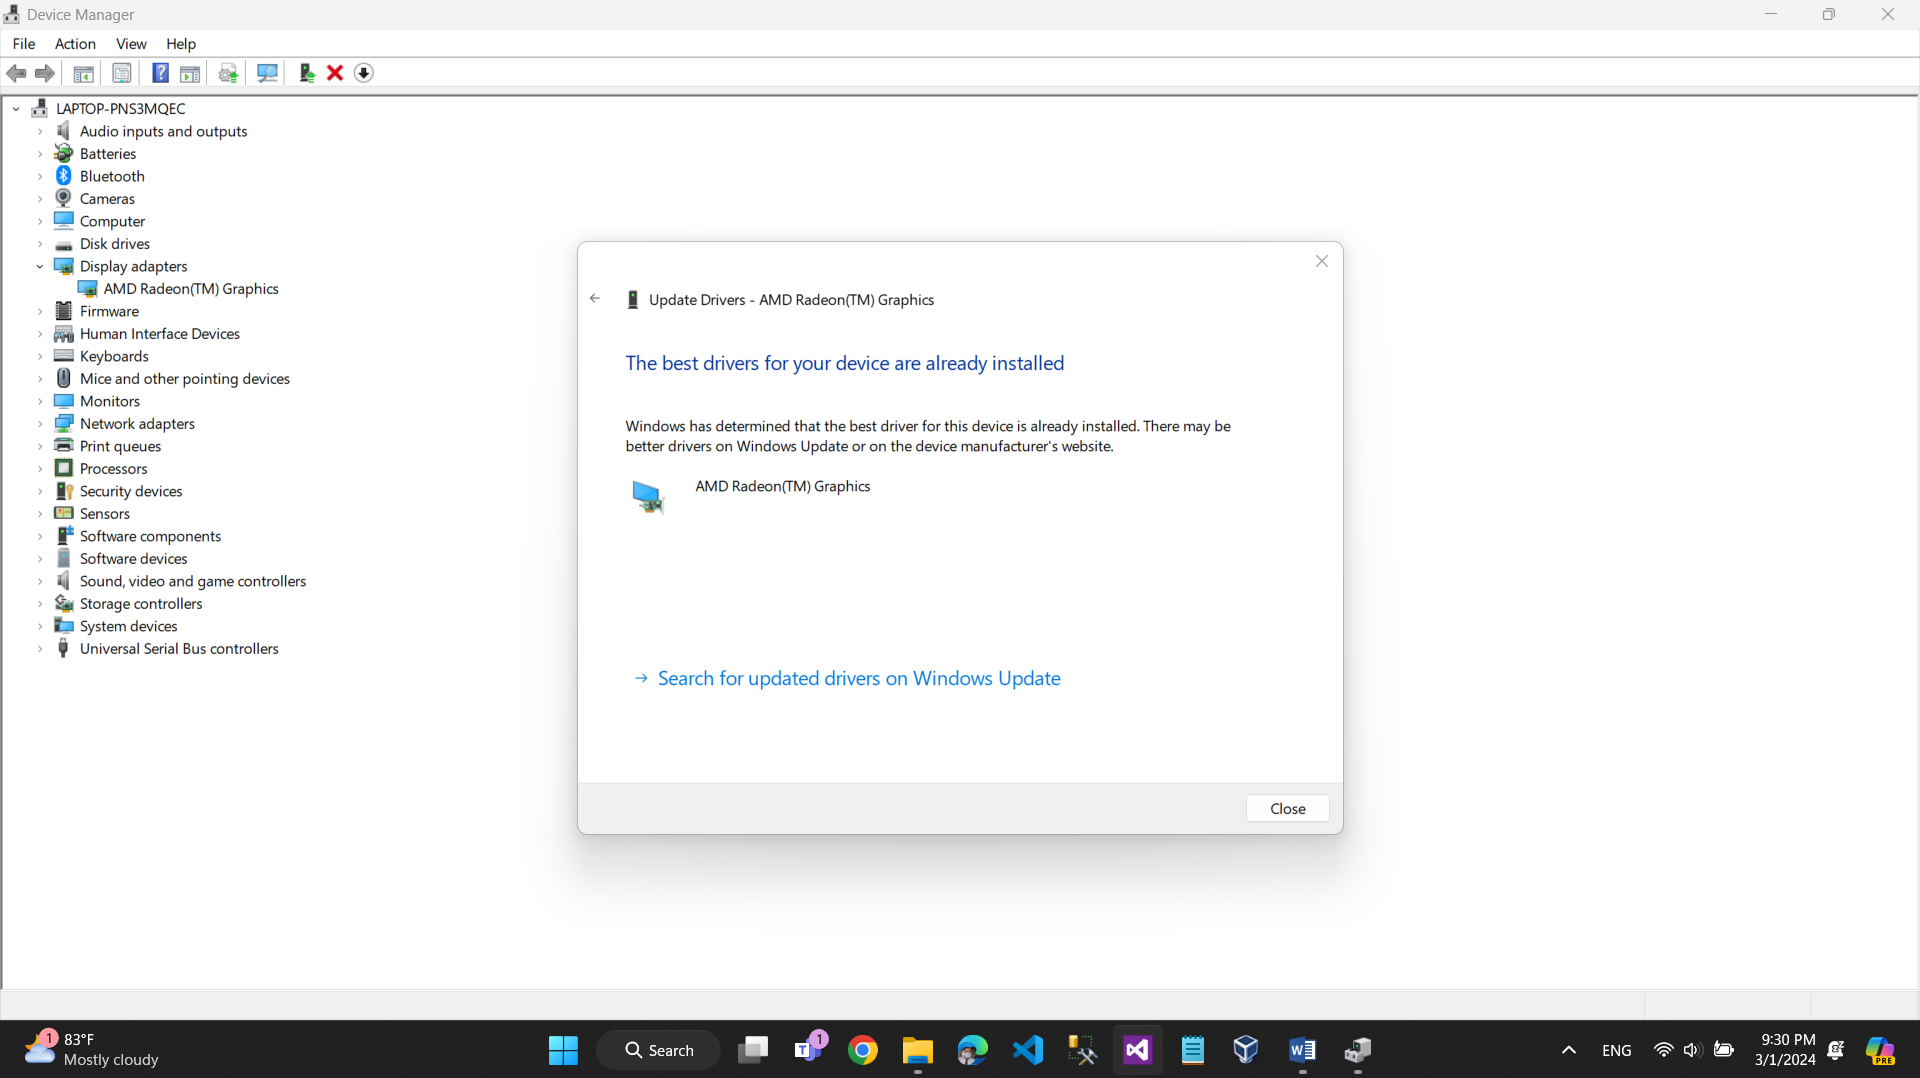 Device Manager
File Action View Help
LAPTOP-PNS3MQEC
Audio inputs and outputs
Batteries
Bluetooth
Cameras
Computer
Disk drives
Display adapters
AMD Radeon(TM) Graphics
Firmware
Human Interface Devices
Keyboards
Mice and other pointing devices
Monitors
Network adapters
Print queues
Processors
Security devices
Sensors
Software components
Software devices
Sound, video and game controllers
Storage controllers
System devices
Universal Serial Bus controllers
Update Drivers - AMD Radeon(TM) Graphics
The best drivers for your device are already installed
Windows has determined that the best driver for this device is already installed. There may be
better drivers on Windows Update or on the device manufacturer's website.
AMD Radeon(TM) Graphics
Search for updated drivers on Windows Update
Close
1
83°F
Mostly cloudy
Search
1
ENG
9:30 PM
3/1/2024
PRE